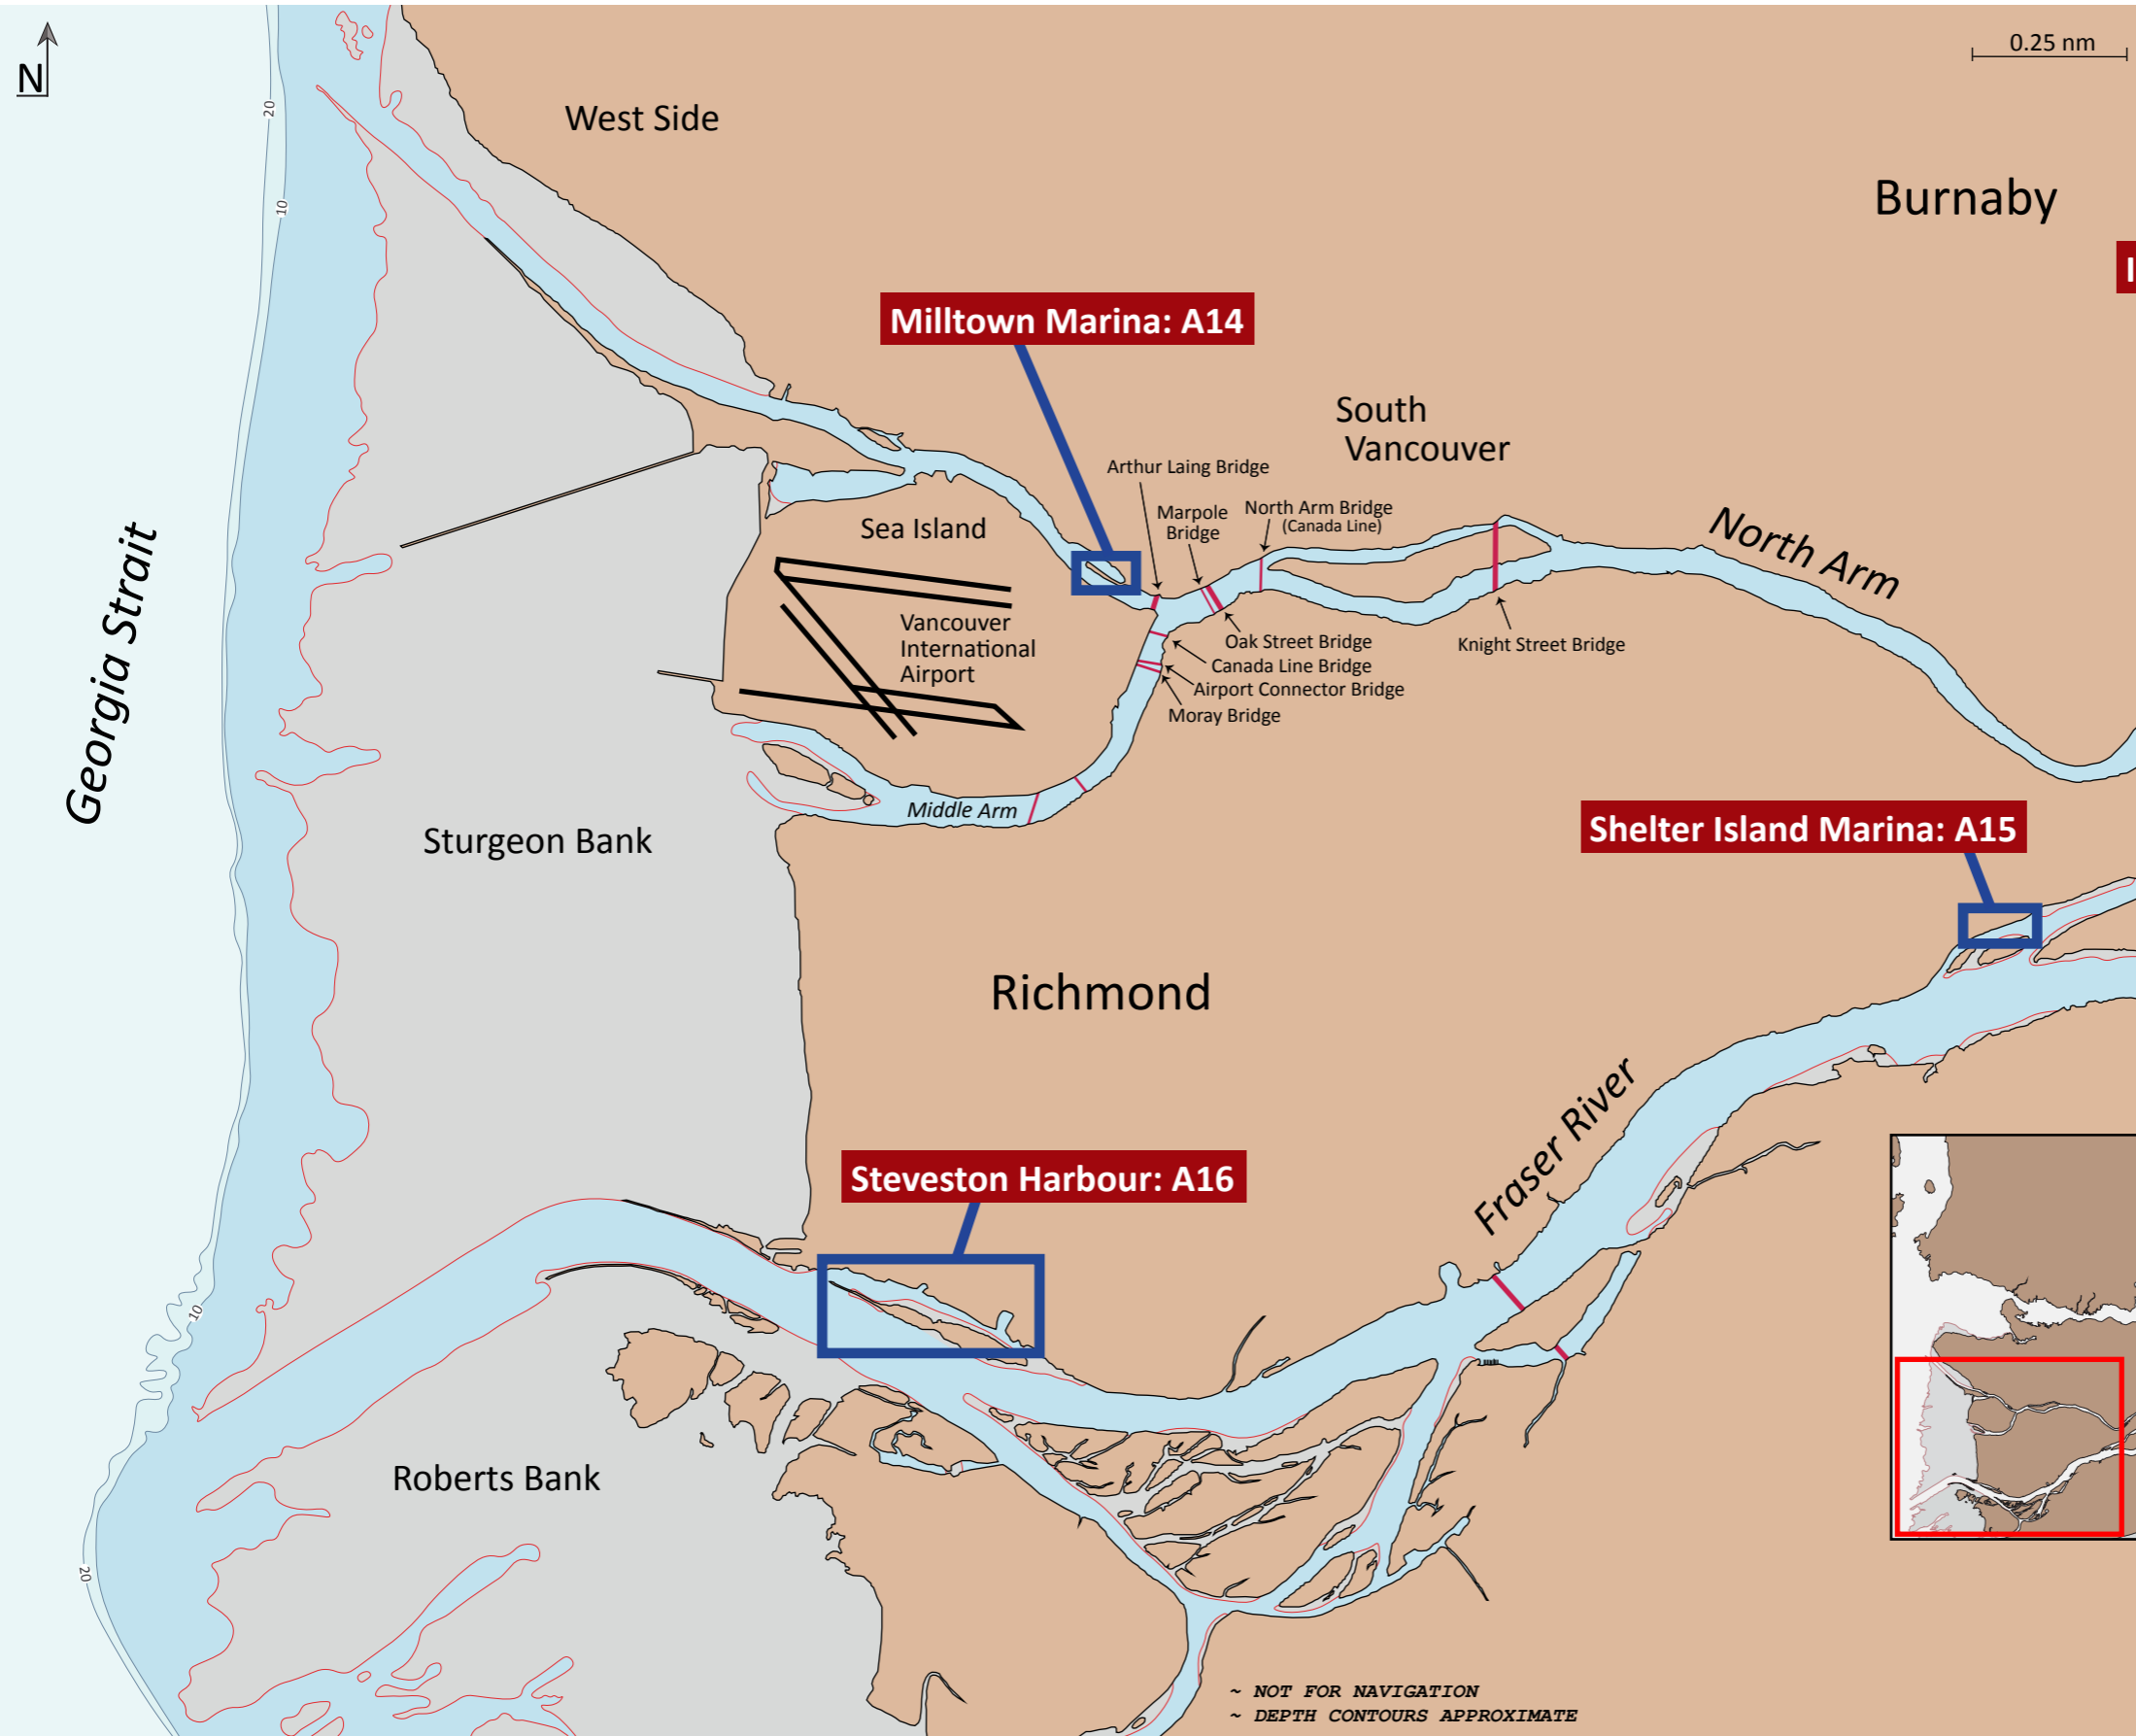 N
0.25 nm
20
West Side
Burnaby
10
I
Milltown Marina: A14
South
Vancouver
Arthur Laing Bridge
Marpole
Bridge
North Arm Bridge
(Canada Line)
North Arm
Sea Island
Georgia Strait
Vancouver
International
Airport
Oak Street Bridge
Knight Street Bridge
Canada Line Bridge
Airport Connector Bridge
Moray Bridge
Middle Arm
Sturgeon Bank
Shelter Island Marina: A15
Richmond
Fraser River
Steveston Harbour: A16
10
Roberts Bank
20
~ NOT FOR NAVIGATION
~ DEPTH CONTOURS APPROXIMATE